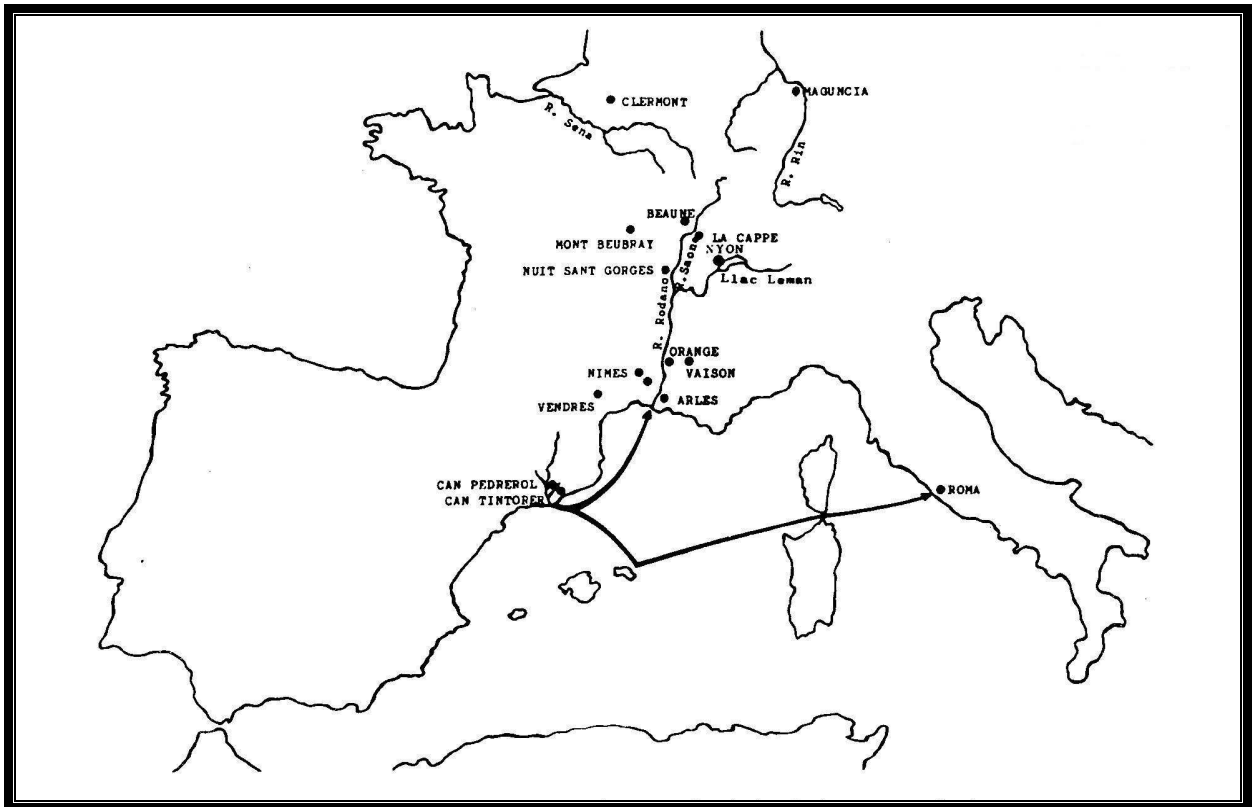 CLERMONT
MAGUNCIA
R. Sena
R. Rin
BEAUNE
LA CAPPE
MONT BEUBRAY
NYON
R. Saona
NUIT SANT GORGES
Llac Leman
R. Rodano
ORANGE
NIMES
VAISON
VENDRES
ARLES
CAN PEDREROL
CAN TINTORER
ROMA